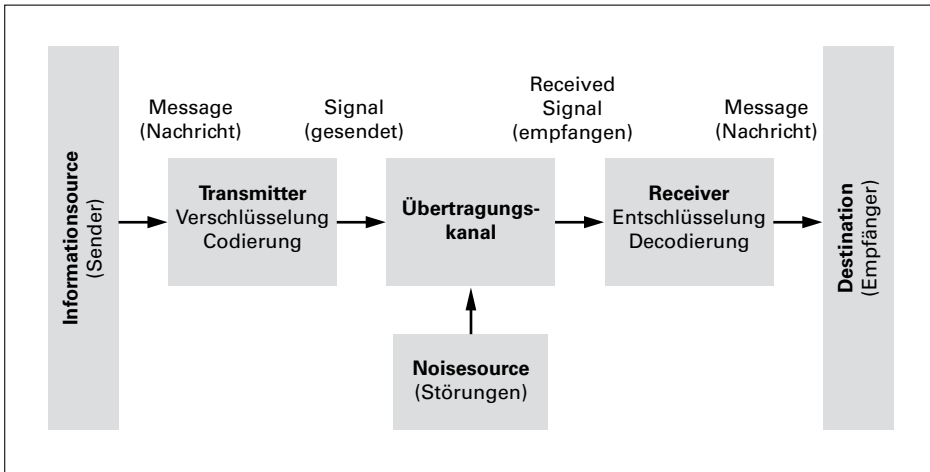 Informationsource
(Sender)
Message
(Nachricht)
Transmitter
Verschlüsselung
Codierung
Signal
(gesendet)
Übertragungs-
kanal
Noisesource
(Störungen)
Received
Signal
(empfangen)
Receiver
Entschlüsselung
Decodierung
Message
(Nachricht)
Destination
(Empfänger)